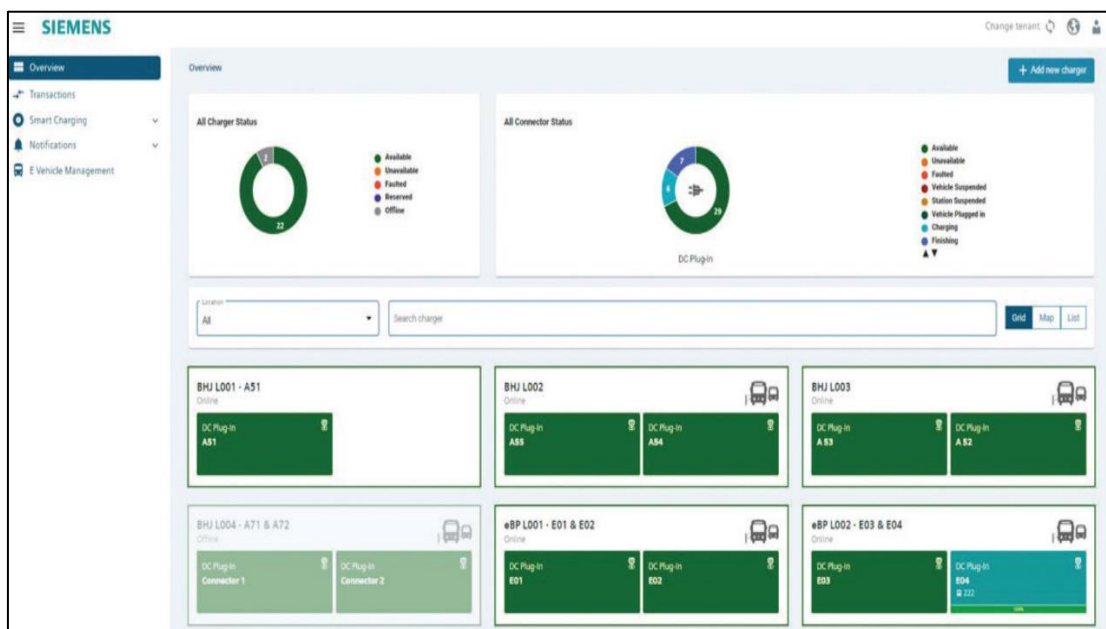 SIEMENS
Change tenant
Overview
Transactions
Smart Charging
Notifications
E Vehicle Management
Overview
+ Add new charger
All Charger Status
2
22
Available
Unavailable
Faulted
Reserved
Offline
All Connector Status
7
6
29
DC Plug-In
Available
Unavailable
Faulted
Vehicle Suspended
Station Suspended
Vehicle Plugged in
Charging
Finishing
Location
All
Search charger
Grid Map List
BHJ L001 - A51
Online
DC Plug-In
A51
BHJ L002
Online
DC Plug-In
A55
DC Plug-In
A54
BHJ L003
Online
DC Plug-In
A 53
DC Plug-In
A 52
BHJ L004 - A71 & A72
Offline
DC Plug-In
Connector 1
DC Plug-In
Connector 2
eBP L001 - E01 & E02
Online
DC Plug-In
E01
DC Plug-In
E02
eBP L002 - E03 & E04
Online
DC Plug-In
E03
DC Plug-In
E04
222